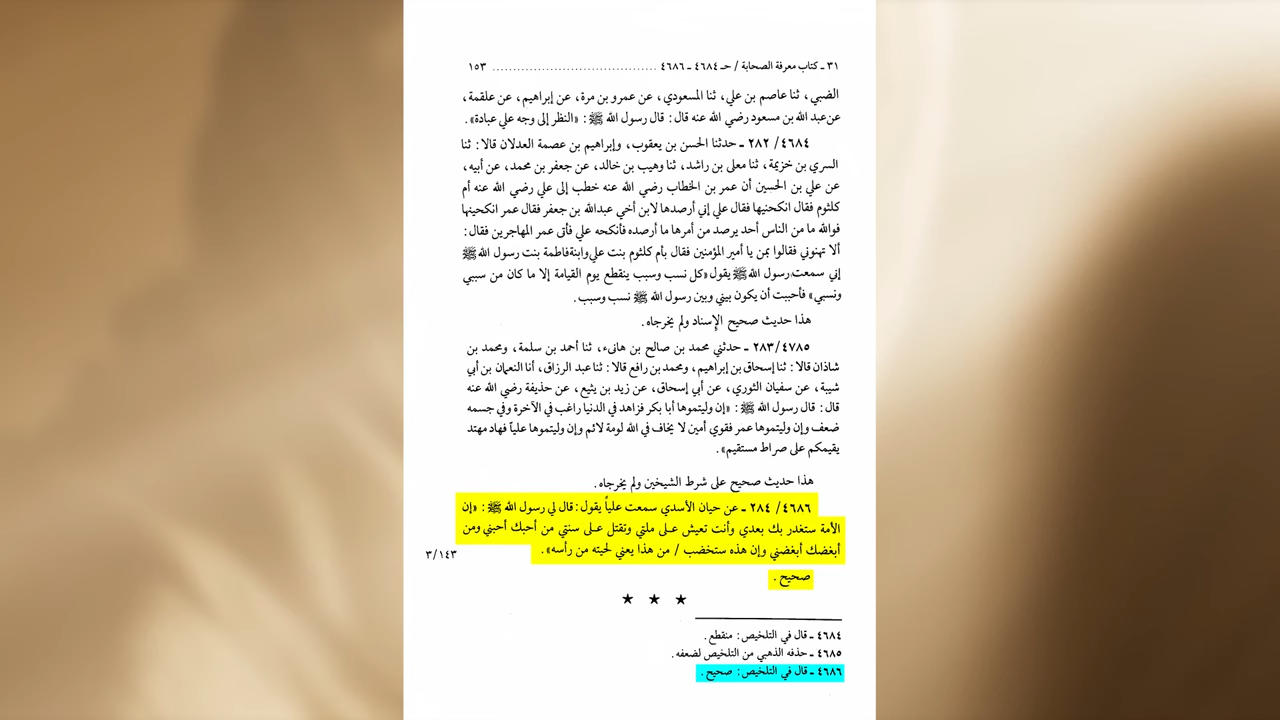 ٣١ ـ كتاب معرفة الصحابة / حـ ٤٦٨٤ ـ ٤٦٨٦ ........................................ ١٥٣
الضبي، ثنا عاصم بن علي، ثنا المسعودي، عن عمرو بن مرة، عن إبراهيم، عن علقمة،
عن عبد الله بن مسعود رضي الله عنه قال: قال رسول الله ﷺ: «النظر إلى وجه علي عبادة».
٤٦٨٤/ ٢٨٢ ـ حدثنا الحسن بن يعقوب، وإبراهيم بن عصمة العدلان قالا: ثنا
السري بن خزيمة، ثنا معلى بن راشد، ثنا وهيب بن خالد، عن جعفر بن محمد، عن أبيه،
عن علي بن الحسين أن عمر بن الخطاب رضي الله عنه خطب إلى علي رضي الله عنه أم
كلثوم فقال انكحنيها فقال علي إني أرصدها لابن أخي عبدالله بن جعفر فقال عمر انكحينها
فوالله ما من الناس أحد يرصد من أمرها ما أرصده فأنكحه علي فأتى عمر المهاجرين فقال:
ألا تهنوني فقالوا بمن يا أمير المؤمنين فقال بأم كلثوم بنت علي وابنة فاطمة بنت رسول الله ﷺ
إني سمعت رسول الله ﷺ يقول «كل نسب وسبب ينقطع يوم القيامة إلا ما كان من سببي
ونسبي» فأحببت أن يكون بيني وبين رسول الله ﷺ نسب وسبب.
هذا حديث صحيح الإسناد ولم يخرجاه.
٢٨٣/٤٧٨٥ ـ حدثني محمد بن صالح بن هانىء، ثنا أحمد بن سلمة، ومحمد بن
شاذان قالا: ثنا إسحاق بن إبراهيم، ومحمد بن رافع قالا: ثنا عبد الرزاق، أنا النعمان بن أبي
شيبة، عن سفيان الثوري، عن أبي إسحاق، عن زيد بن يثيع، عن حذيفة رضي الله عنه
قال: قال رسول الله ﷺ: «إن وليتموها أبا بكر فزاهد في الدنيا راغب في الآخرة وفي جسمه
ضعف وإن وليتموها عمر فقوي أمين لا يخاف في الله لومة لائم وإن وليتموها علياً فهاد مهتد
يقيمكم على صراط مستقيم».
هذا حديث صحيح على شرط الشيخين ولم يخرجاه.
٤٦٨٦/ ٢٨٤ ـ عن حيان الأسدي سمعت علياً يقول: قال لي رسول الله ﷺ: «إن
الأمة ستغدر بك بعدي وأنت تعيش على ملتي وتقتل على سنتي من أحبك أحبني ومن
أبغضك أبغضني وإن هذه ستخضب / من هذا يعني لحيته من رأسه». ٣/١٤٣
صحيح.
★ ★ ★
٤٦٨٤ ـ قال في التلخيص: منقطع.
٤٦٨٥ ـ حذفه الذهبي من التلخيص لضعفه.
٤٦٨٦ ـ قال في التلخيص: صحيح.